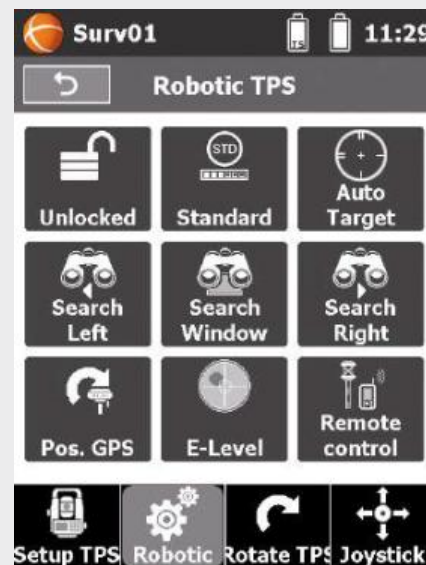 Surv01
TS
11:29
Robotic TPS
Unlocked
STD
Standard
Auto
Target
Search
Left
Search
Window
Search
Right
Pos. GPS
E-Level
Remote
control
Setup TPS
Robotic
Rotate TPS
Joystick